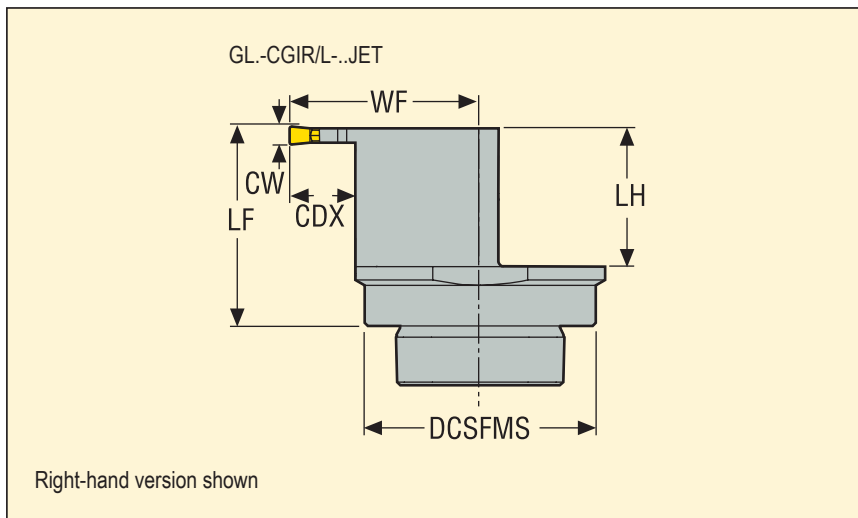 GL.-CGIR/L-..JET
WF
CW
LF
CDX
LH
DCSFMS
Right-hand version shown